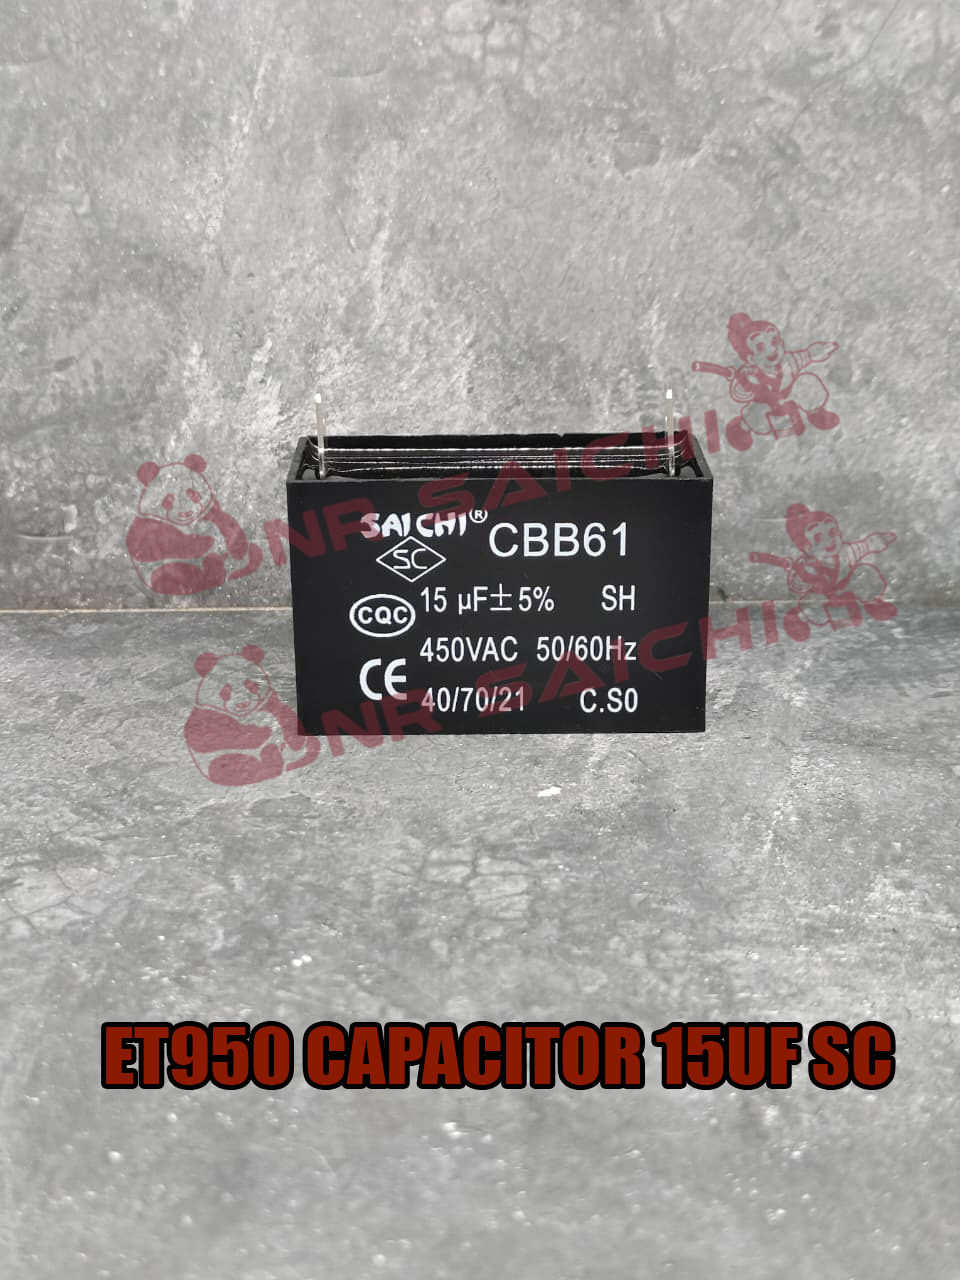 SAICHI® CBB61
SC
CQC 15 µF±5% SH
450VAC 50/60Hz
CE 40/70/21 C.S0
NR SAICHI
NR SAICHI
ET950 CAPACITOR 15UF SC